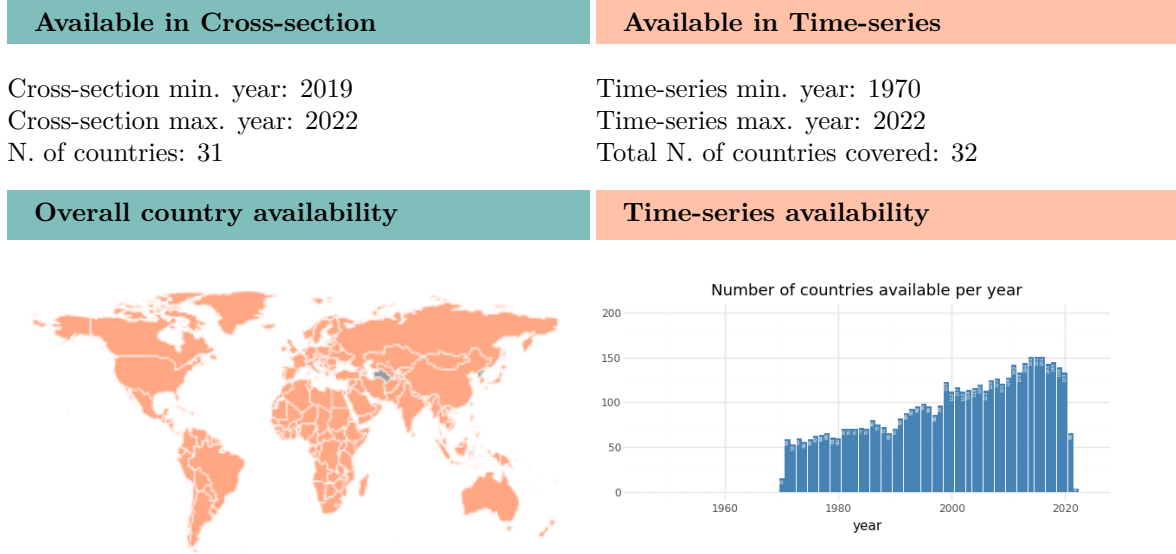 Available in Cross-section
Available in Time-series
Cross-section min. year: 2019
Cross-section max. year: 2022
N. of countries: 31
Time-series min. year: 1970
Time-series max. year: 2022
Total N. of countries covered: 32
Overall country availability
Time-series availability
Number of countries available per year
200
150
100
50
0
1960
1980
2000
2020
year